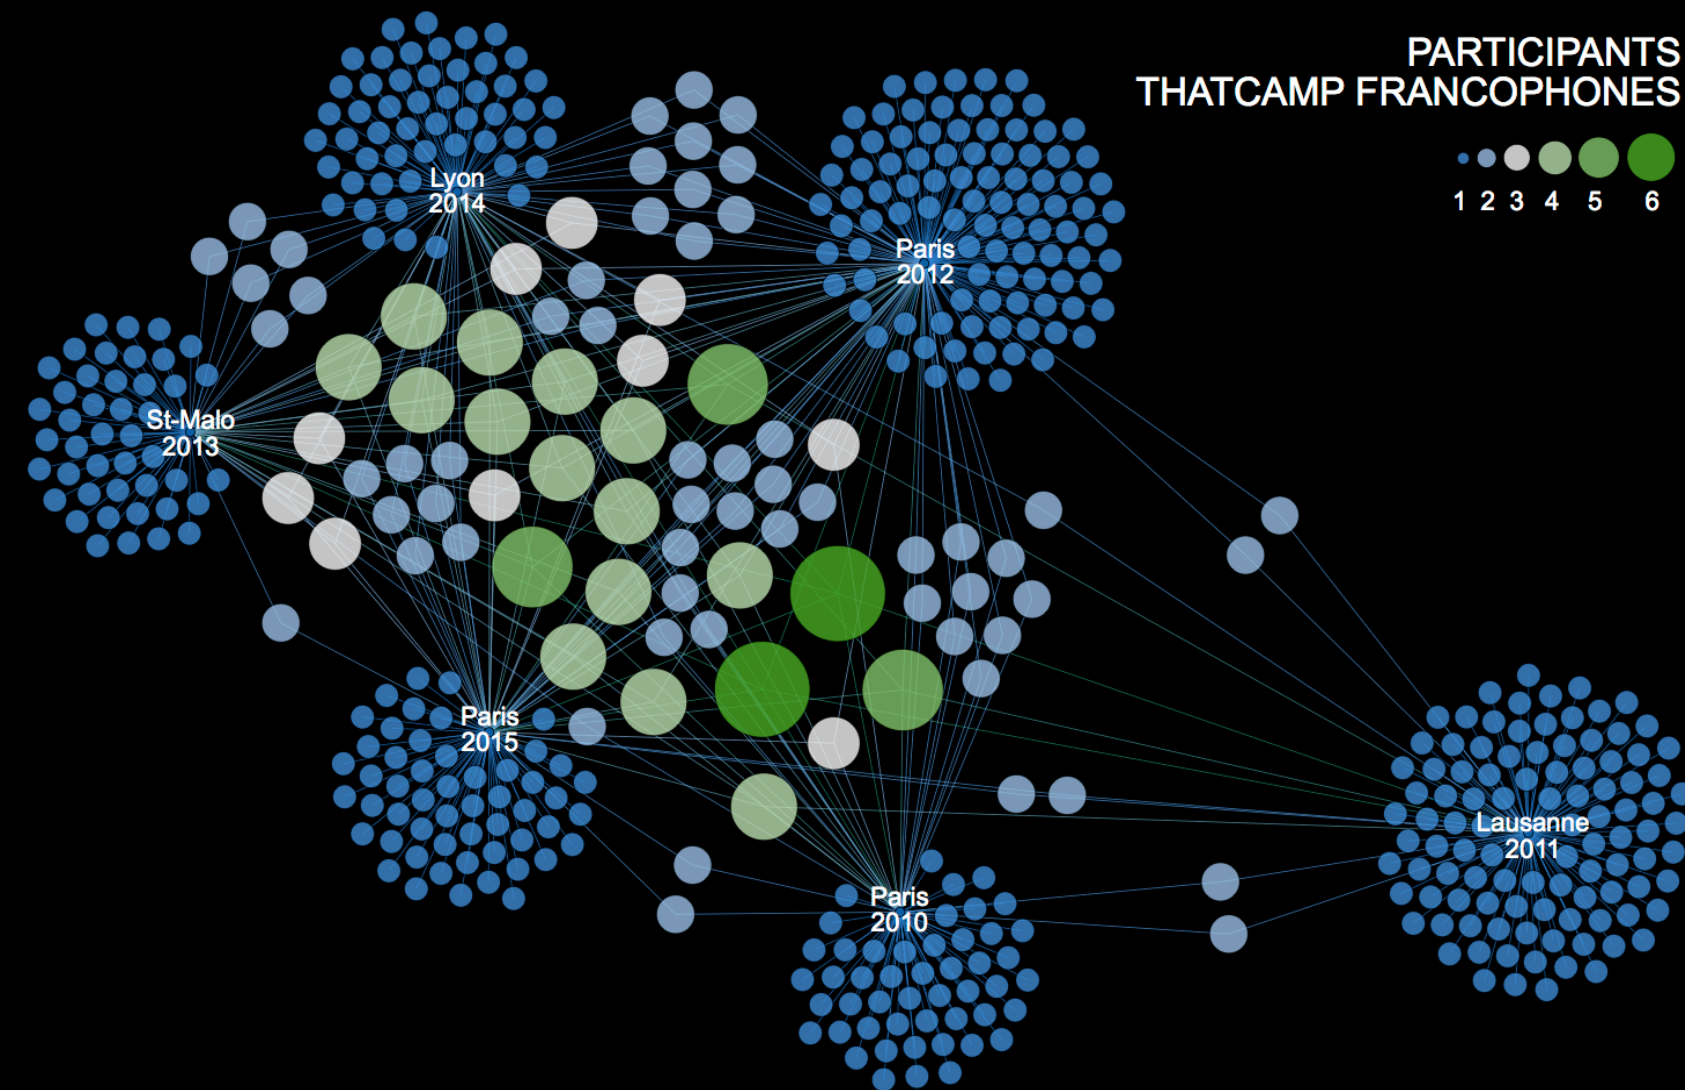 PARTICIPANTS
THATCAMP FRANCOPHONES
1 2 3 4 5 6
Lyon
2014
Paris
2012
St-Malo
2013
Paris
2015
Lausanne
2011
Paris
2010